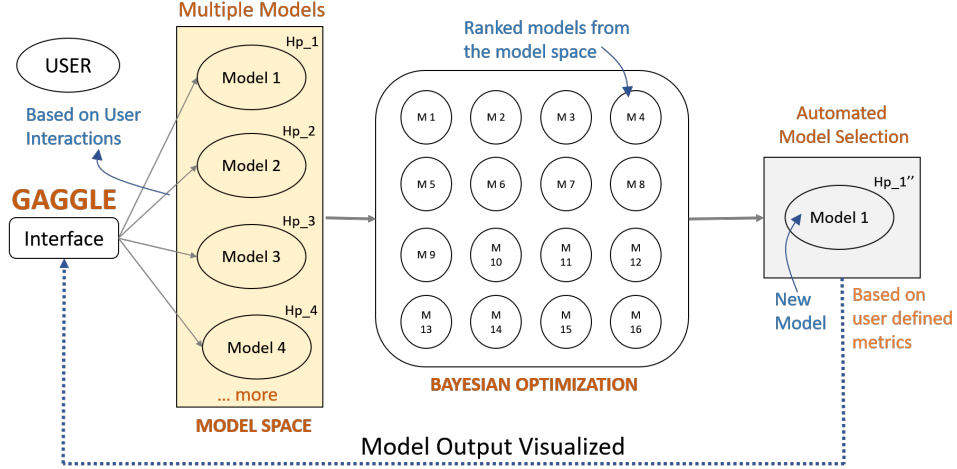 Multiple Models
USER
Based on User
Interactions
GAGGLE
Interface
Hp_1
Model 1
Hp_2
Model 2
Hp_3
Model 3
Hp_4
Model 4
... more
MODEL SPACE
Ranked models from
the model space
M 1
M 2
M 3
M 4
M 5
M 6
M 7
M 8
M 9
M
10
M
11
M
12
M
13
M
14
M
15
M
16
BAYESIAN OPTIMIZATION
Automated
Model Selection
Hp_1’’
Model 1
New
Model
Based on
user defined
metrics
Model Output Visualized